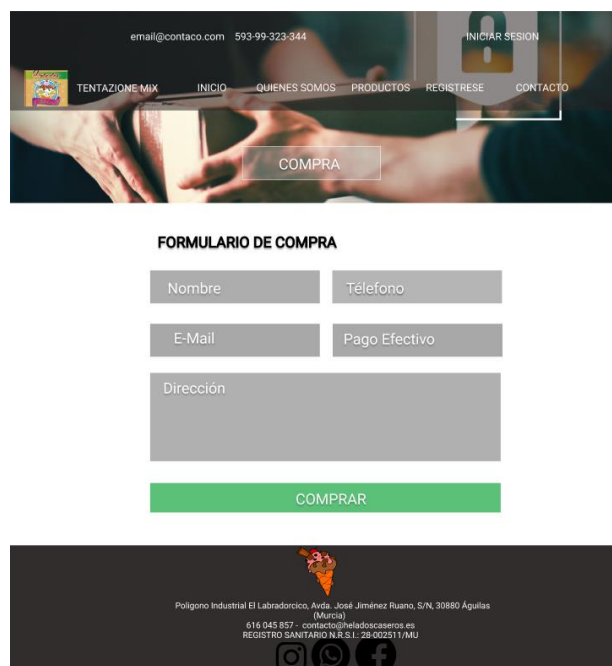 email@contaco.com 593-99-323-344 INICIAR SESION
TENTAZIONE MIX INICIO QUIENES SOMOS PRODUCTOS REGISTRESE CONTACTO
COMPRA
FORMULARIO DE COMPRA
Nombre Télefono
E-Mail Pago Efectivo
Dirección
COMPRAR
Poligono Industrial El Labradorcico, Avda. José Jiménez Ruano, S/N, 30880 Águilas
(Murcia)
616 045 857 - contacto@heladoscaseros.es
REGISTRO SANITARIO N.R.S.I.: 28-002511/MU